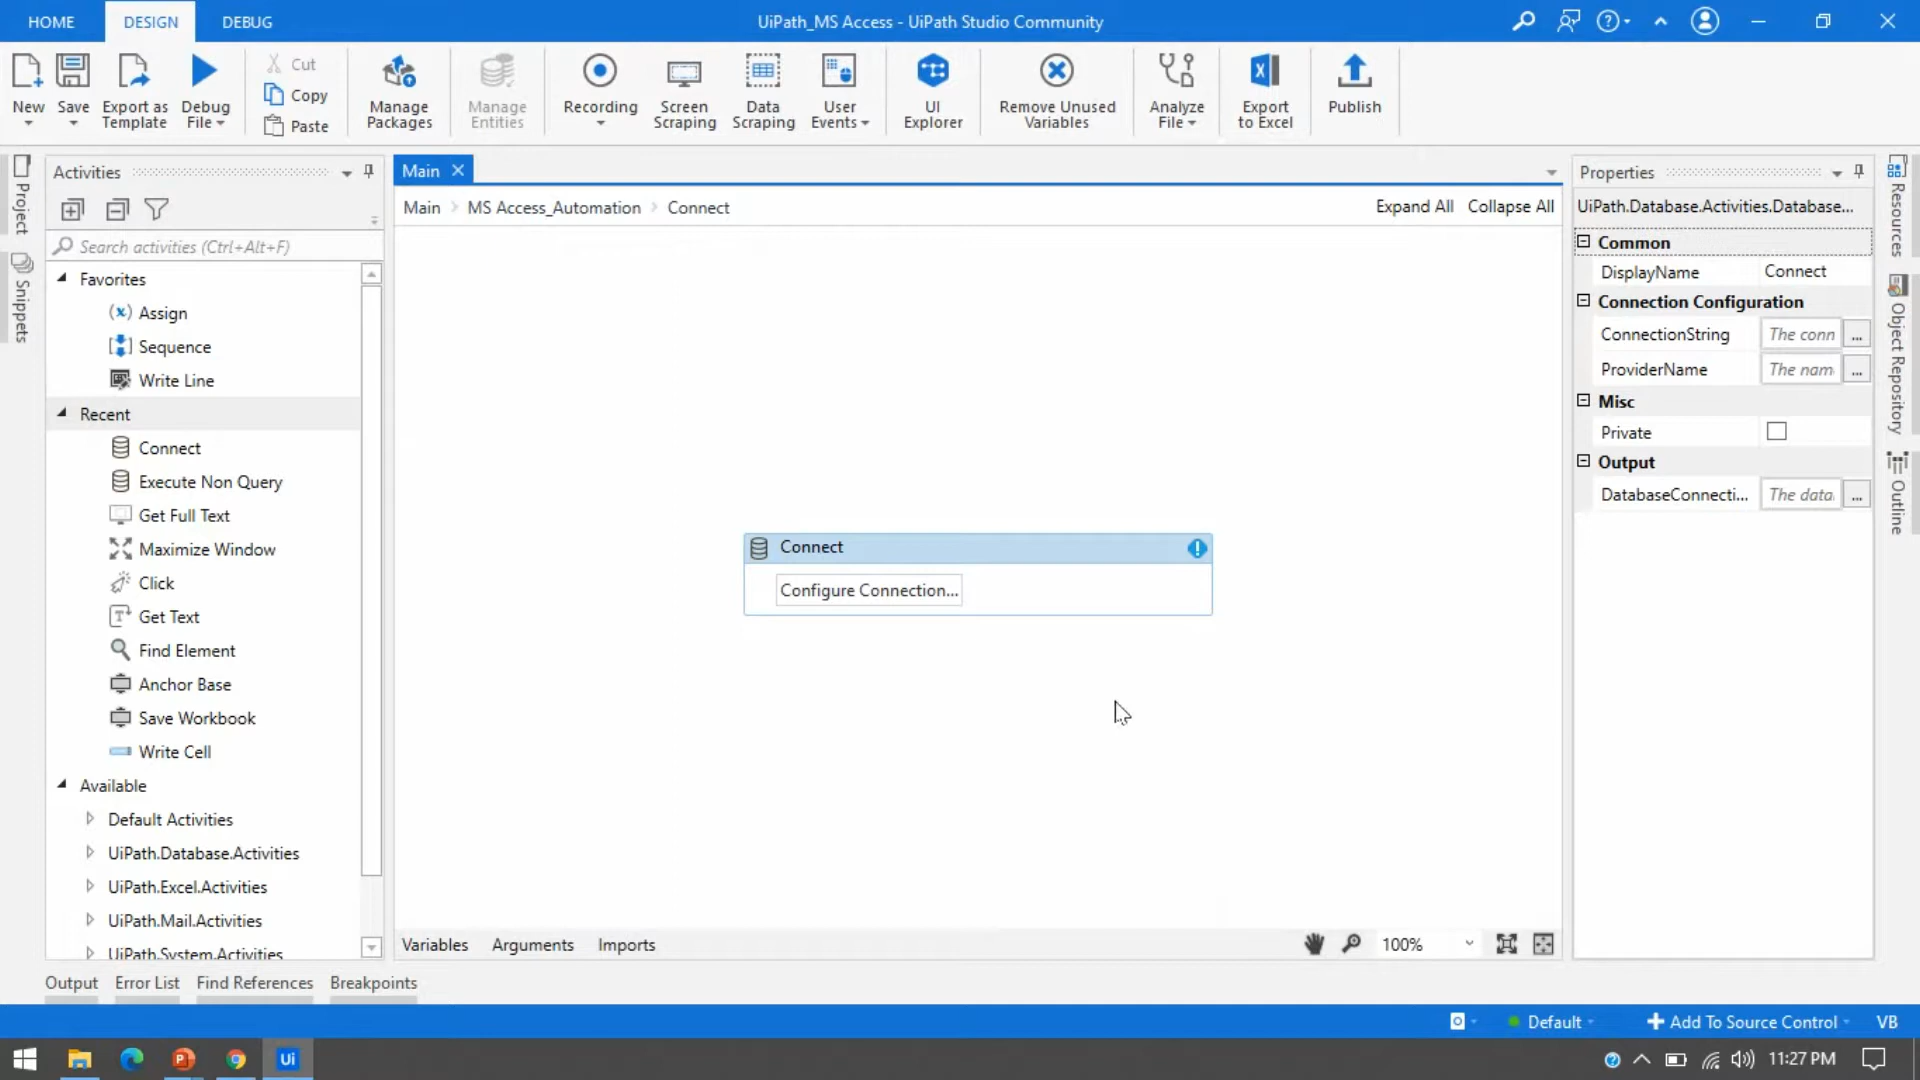 HOME DESIGN DEBUG UiPath_MS Access - UiPath Studio Community
New Save Export as Template Debug File Cut Copy Paste Manage Packages Manage Entities Recording Screen Scraping Data Scraping User Events UI Explorer Remove Unused Variables Analyze File Export to Excel Publish
Project
Snippets
Activities
Search activities (Ctrl+Alt+F)
Favorites
Assign
Sequence
Write Line
Recent
Connect
Execute Non Query
Get Full Text
Maximize Window
Click
Get Text
Find Element
Anchor Base
Save Workbook
Write Cell
Available
Default Activities
UiPath.Database.Activities
UiPath.Excel.Activities
UiPath.Mail.Activities
UiPath.System.Activities
Main
Main MS Access_Automation Connect Expand All Collapse All
Connect
Configure Connection...
Variables Arguments Imports 100%
Properties
UiPath.Database.Activities.Database...
Common
DisplayName Connect
Connection Configuration
ConnectionString The conn ...
ProviderName The nam ...
Misc
Private
Output
DatabaseConnecti... The data ...
Resources
Object Repository
Outline
Output Error List Find References Breakpoints
Default Add To Source Control VB
Ui 11:27 PM